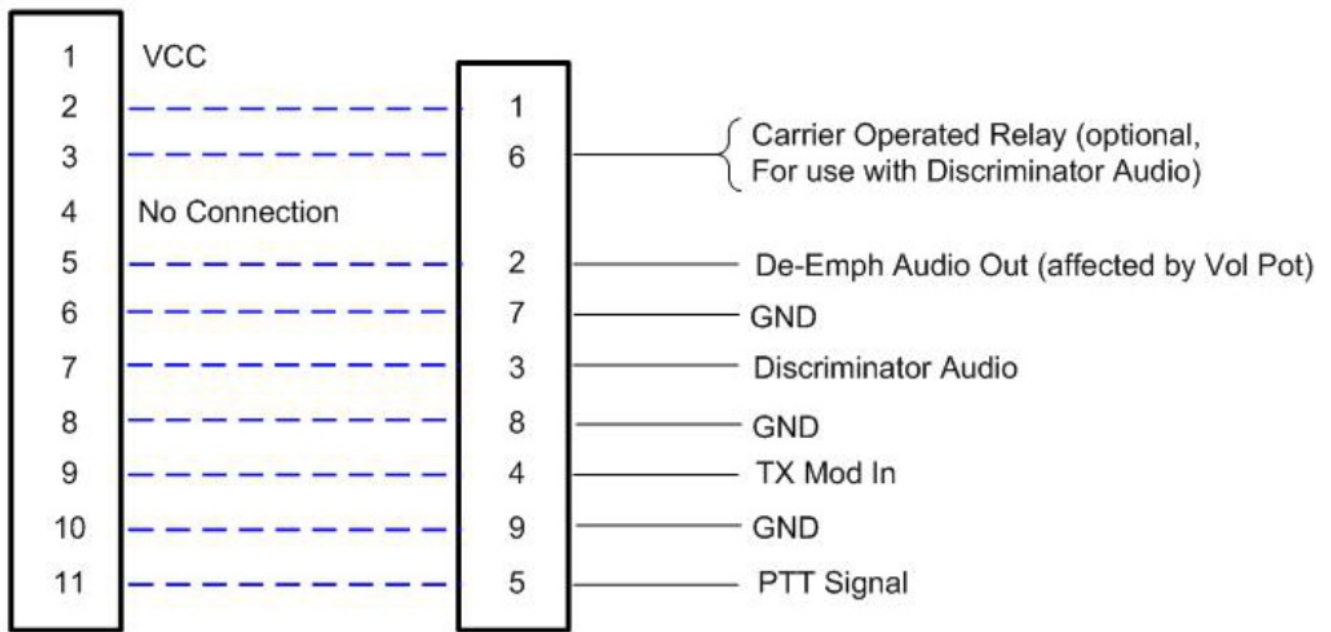 1 VCC
2 1
3 6 Carrier Operated Relay (optional,
For use with Discriminator Audio)
4 No Connection
5 2 De-Emph Audio Out (affected by Vol Pot)
6 7 GND
7 3 Discriminator Audio
8 8 GND
9 4 TX Mod In
10 9 GND
11 5 PTT Signal